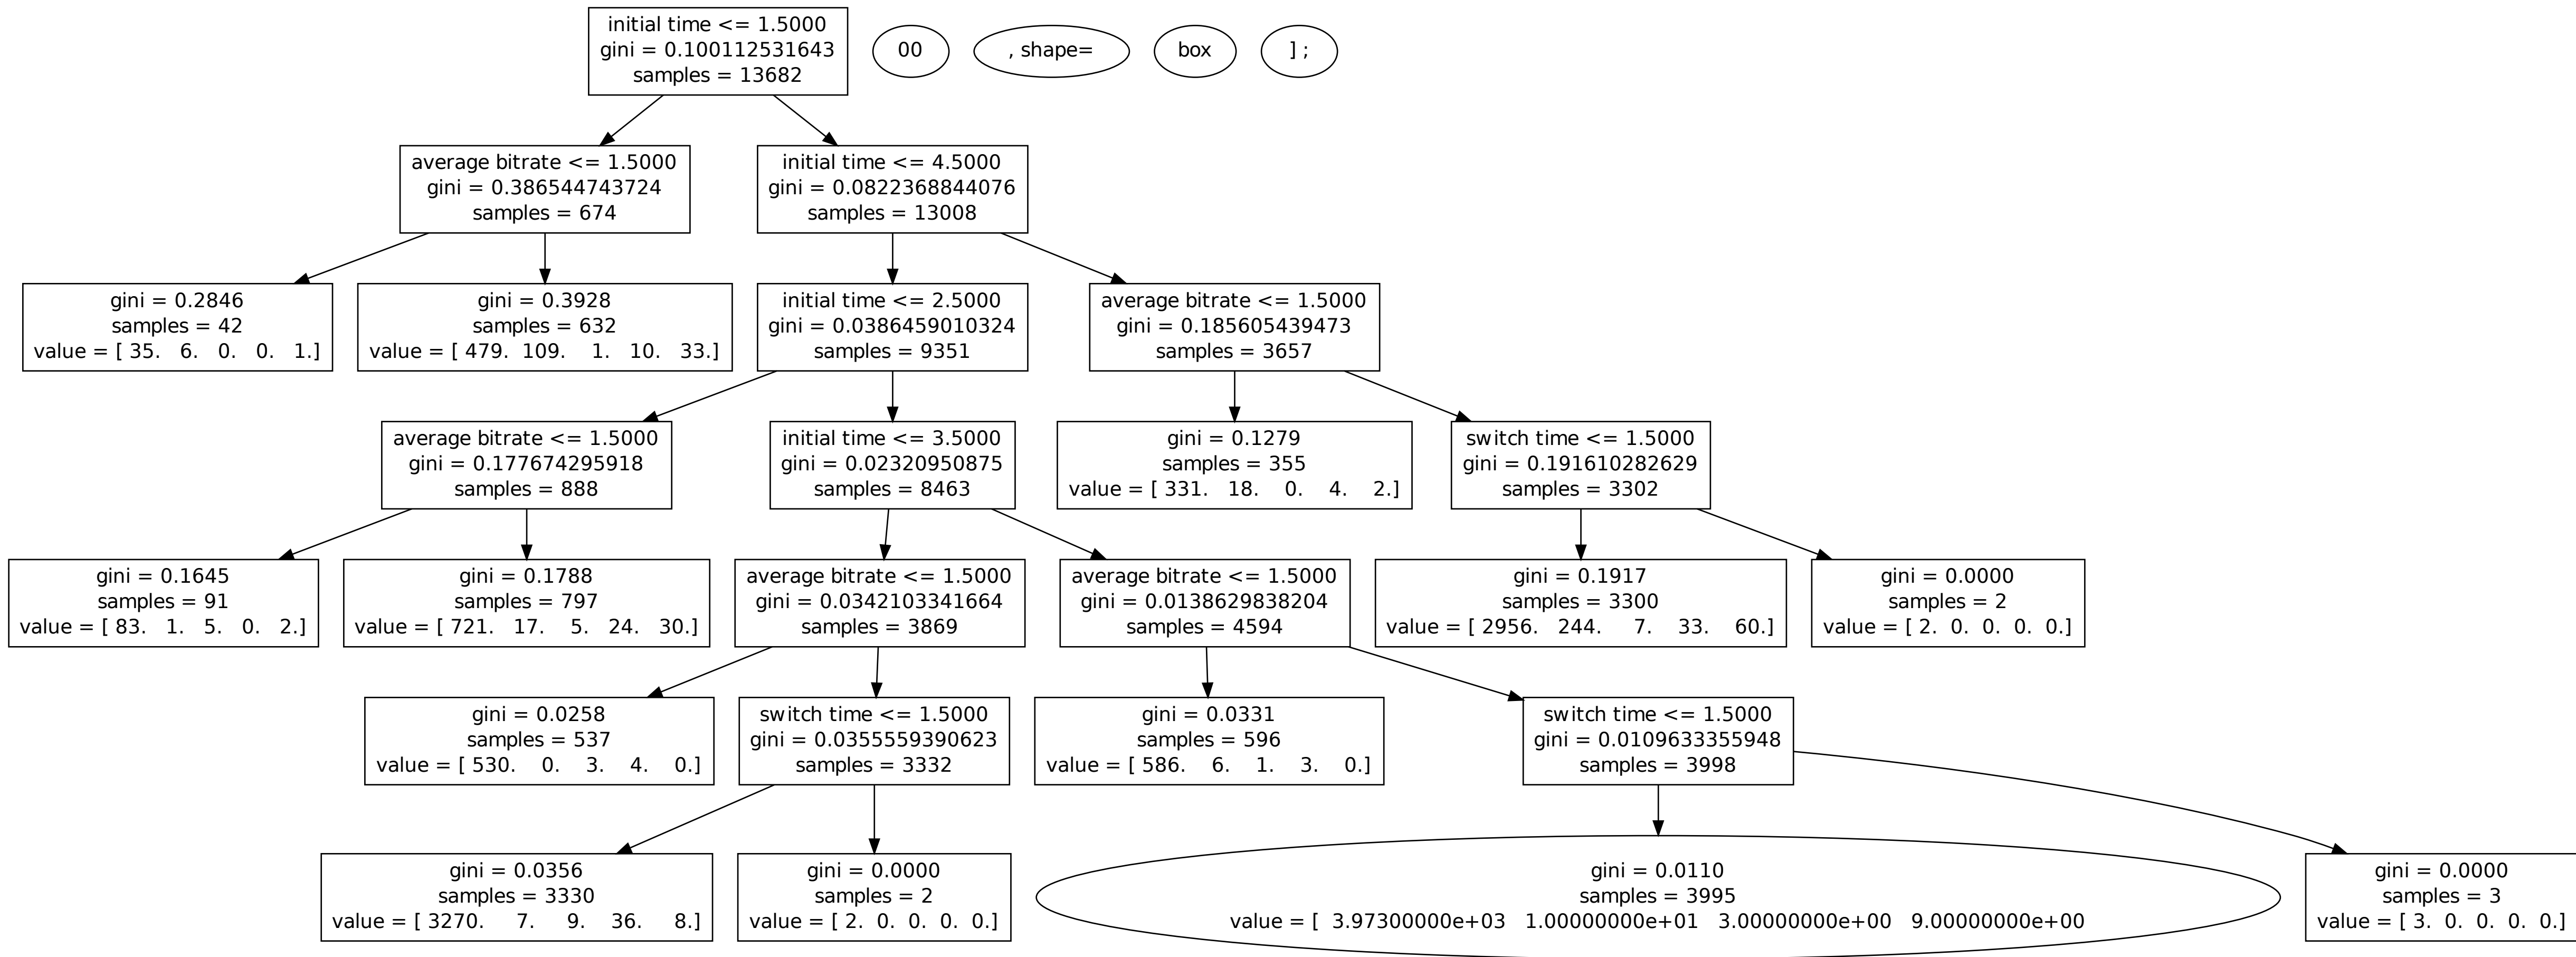 initial time <= 1.5000
gini = 0.100112531643
samples = 13682
00
, shape=
box
] ;
average bitrate <= 1.5000
gini = 0.386544743724
samples = 674
initial time <= 4.5000
gini = 0.0822368844076
samples = 13008
gini = 0.2846
samples = 42
value = [ 35.   6.   0.   0.   1.]
gini = 0.3928
samples = 632
value = [ 479.  109.    1.   10.   33.]
initial time <= 2.5000
gini = 0.0386459010324
samples = 9351
average bitrate <= 1.5000
gini = 0.185605439473
samples = 3657
average bitrate <= 1.5000
gini = 0.177674295918
samples = 888
initial time <= 3.5000
gini = 0.02320950875
samples = 8463
gini = 0.1279
samples = 355
value = [ 331.   18.    0.    4.    2.]
switch time <= 1.5000
gini = 0.191610282629
samples = 3302
gini = 0.1645
samples = 91
value = [ 83.   1.   5.   0.   2.]
gini = 0.1788
samples = 797
value = [ 721.   17.    5.   24.   30.]
average bitrate <= 1.5000
gini = 0.0342103341664
samples = 3869
average bitrate <= 1.5000
gini = 0.0138629838204
samples = 4594
gini = 0.1917
samples = 3300
value = [ 2956.   244.     7.    33.    60.]
gini = 0.0000
samples = 2
value = [ 2.  0.  0.  0.  0.]
gini = 0.0258
samples = 537
value = [ 530.    0.    3.    4.    0.]
switch time <= 1.5000
gini = 0.0355559390623
samples = 3332
gini = 0.0331
samples = 596
value = [ 586.    6.    1.    3.    0.]
switch time <= 1.5000
gini = 0.0109633355948
samples = 3998
gini = 0.0356
samples = 3330
value = [ 3270.     7.     9.    36.     8.]
gini = 0.0000
samples = 2
value = [ 2.  0.  0.  0.  0.]
gini = 0.0110
samples = 3995
value = [  3.97300000e+03   1.00000000e+01   3.00000000e+00   9.00000000e+00
gini = 0.0000
samples = 3
value = [ 3.  0.  0.  0.  0.]